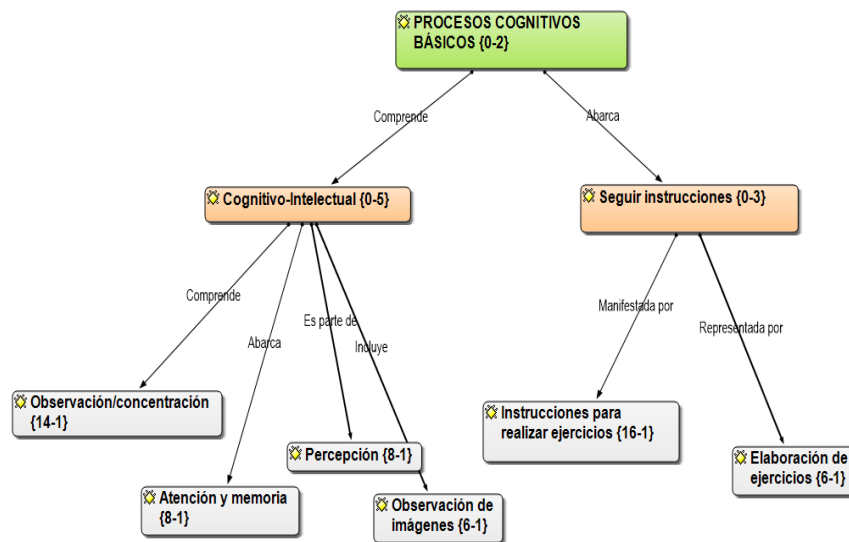 PROCESOS COGNITIVOS
BÁSICOS {0-2}
Comprende
Abarca
Cognitivo-Intelectual {0-5}
Seguir instrucciones {0-3}
Comprende
Abarca
Es parte de
Incluye
Manifestada por
Representada por
Observación/concentración
{14-1}
Instrucciones para
realizar ejercicios {16-1}
Percepción {8-1}
Elaboración de
ejercicios {6-1}
Atención y memoria
{8-1}
Observación de
imágenes {6-1}